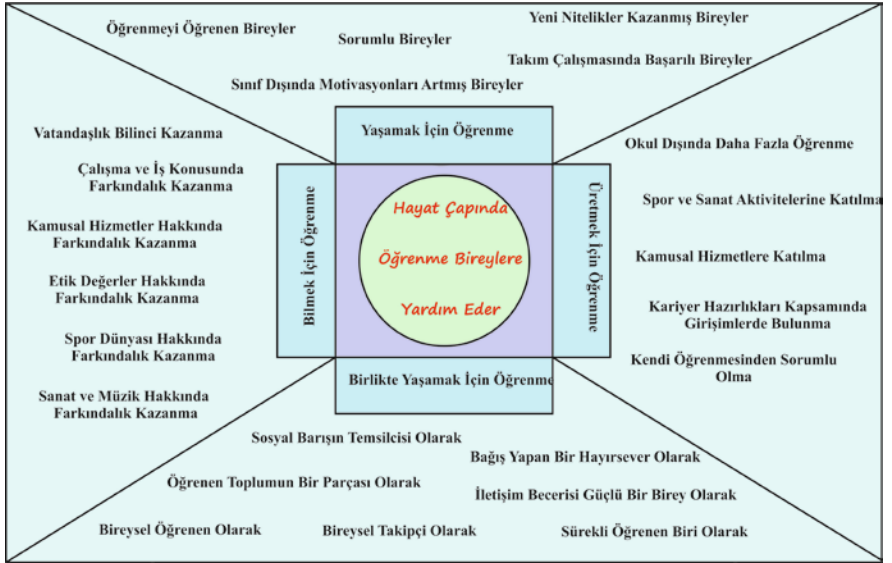 Öğrenmeyi Öğrenen Bireyler
Sorumlu Bireyler
Yeni Nitelikler Kazanmış Bireyler
Takım Çalışmasında Başarılı Bireyler
Sınıf Dışında Motivasyonları Artmış Bireyler
Yaşamak İçin Öğrenme
Vatandaşlık Bilinci Kazanma
Çalışma ve İş Konusunda
Farkındalık Kazanma
Kamusal Hizmetler Hakkında
Farkındalık Kazanma
Etik Değerler Hakkında
Farkındalık Kazanma
Spor Dünyası Hakkında
Farkındalık Kazanma
Sanat ve Müzik Hakkında
Farkındalık Kazanma
Bilmek İçin Öğrenme
Hayat Çapında
Öğrenme Bireylere
Yardım Eder
Üretmek İçin Öğrenme
Okul Dışında Daha Fazla Öğrenme
Spor ve Sanat Aktivitelerine Katılma
Kamusal Hizmetlere Katılma
Kariyer Hazırlıkları Kapsamında
Girişimlerde Bulunma
Kendi Öğrenmesinden Sorumlu
Olma
Birlikte Yaşamak İçin Öğrenme
Sosyal Barışın Temsilcisi Olarak
Bağış Yapan Bir Hayırsever Olarak
Öğrenen Toplumun Bir Parçası Olarak
İletişim Becerisi Güçlü Bir Birey Olarak
Bireysel Öğrenen Olarak
Bireysel Takipçi Olarak
Sürekli Öğrenen Biri Olarak